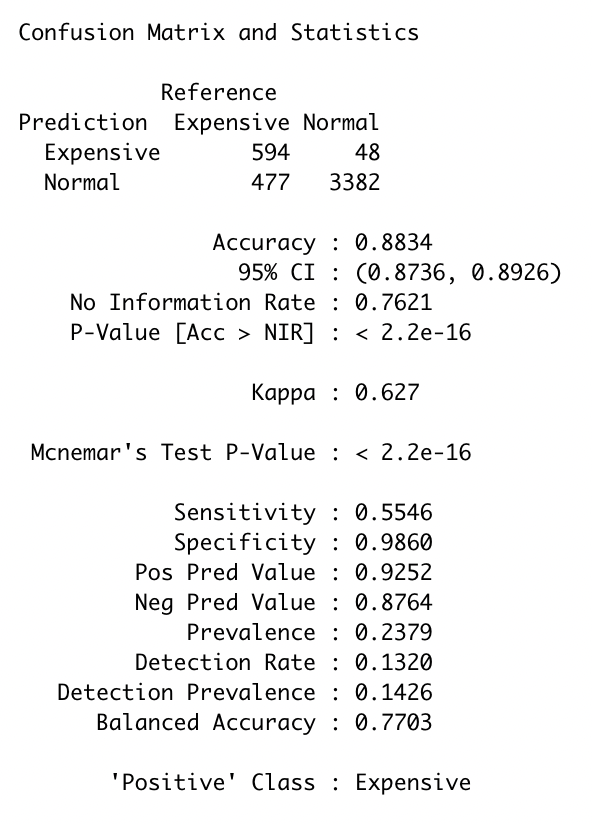 Confusion Matrix and Statistics
Reference
Prediction Expensive Normal
Expensive 594 48
Normal 477 3382
Accuracy : 0.8834
95% CI : (0.8736, 0.8926)
No Information Rate : 0.7621
P-Value [Acc > NIR] : < 2.2e-16
Kappa : 0.627
Mcnemar's Test P-Value : < 2.2e-16
Sensitivity : 0.5546
Specificity : 0.9860
Pos Pred Value : 0.9252
Neg Pred Value : 0.8764
Prevalence : 0.2379
Detection Rate : 0.1320
Detection Prevalence : 0.1426
Balanced Accuracy : 0.7703
'Positive' Class : Expensive